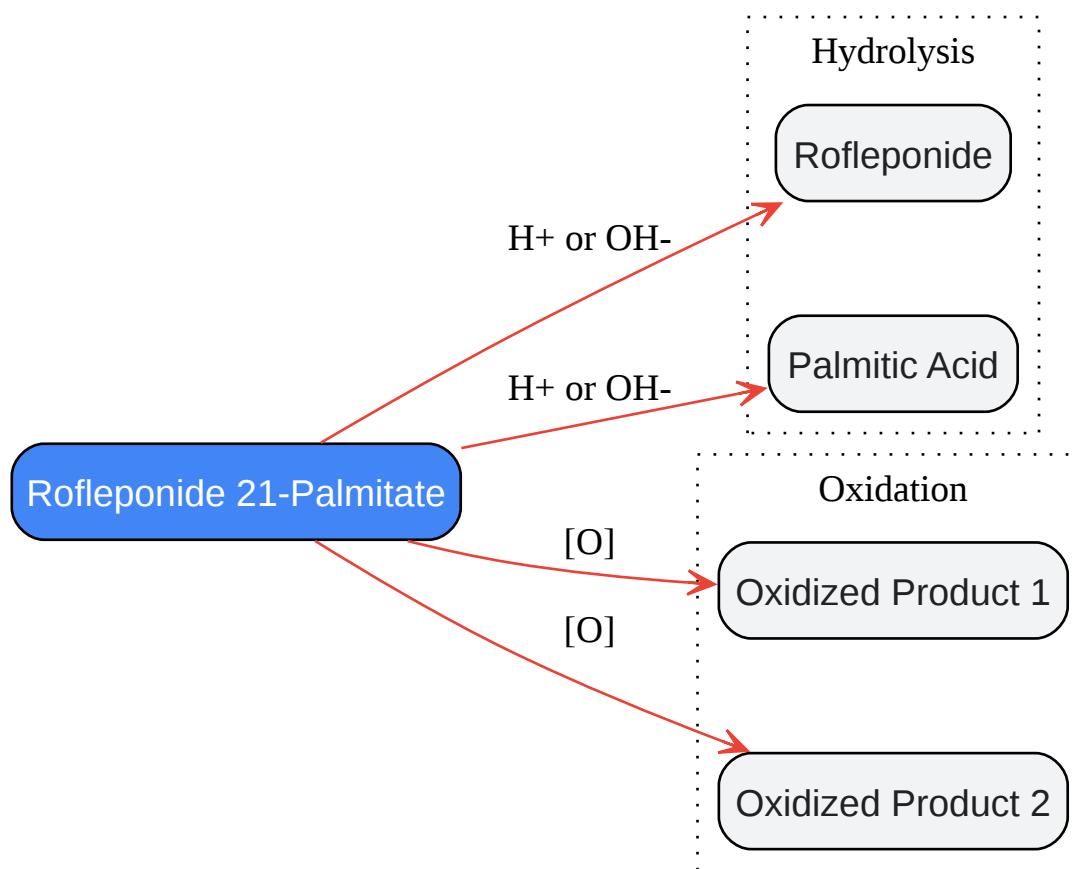 Hydrolysis
Rofleponide
H+ or OH-
Palmitic Acid
H+ or OH-
Rofleponide 21-Palmitate
Oxidation
[O]
Oxidized Product 1
[O]
Oxidized Product 2